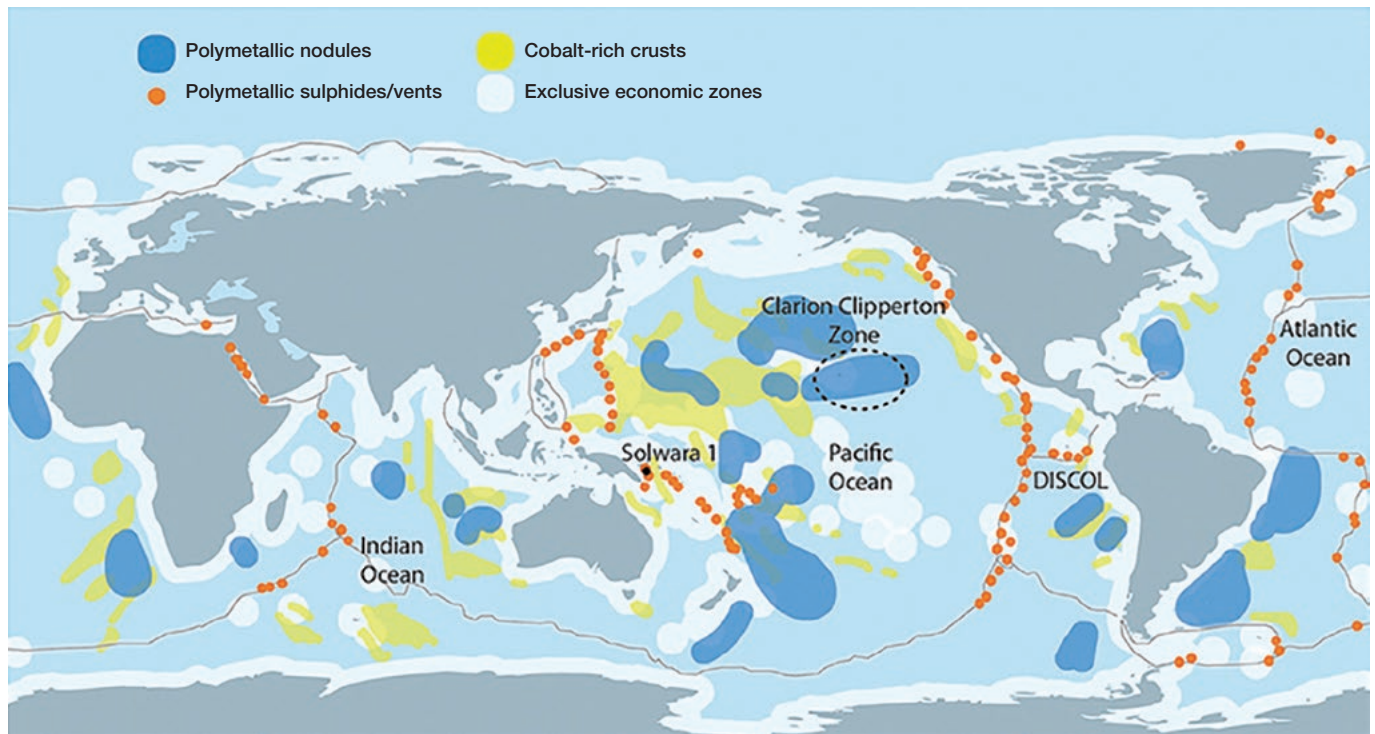 Polymetallic nodules
Cobalt-rich crusts
Polymetallic sulphides/vents
Exclusive economic zones
Clarion Clipperton
Zone
Atlantic
Ocean
Solwara 1
Pacific
Ocean
DISCOL
Indian
Ocean